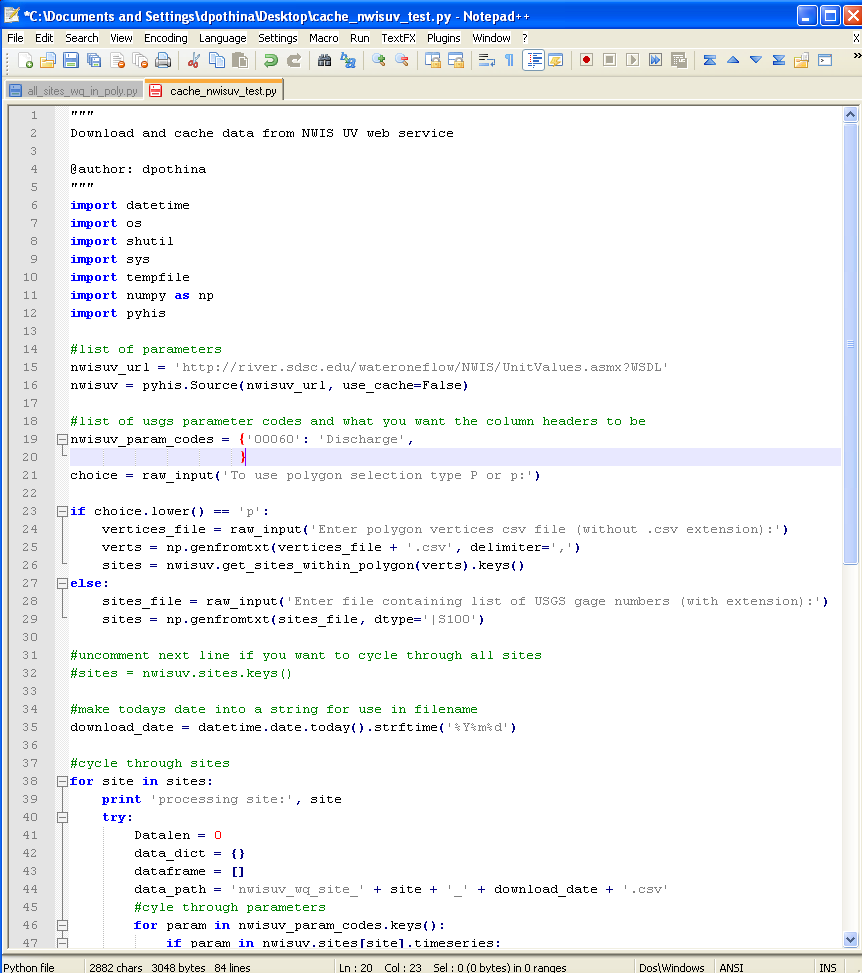 *C:\Documents and Settings\dpothina\Desktop\cache_nwisuv_test.py - Notepad++
File Edit Search View Encoding Language Settings Macro Run TextFX Plugins Window ? X
all_sites_wq_in_poly.py cache_nwisuv_test.py
1 """
2 Download and cache data from NWIS UV web service
3
4 @author: dpothina
5 """
6 import datetime
7 import os
8 import shutil
9 import sys
10 import tempfile
11 import numpy as np
12 import pyhis
13
14 #list of parameters
15 nwisuv_url = 'http://river.sdsc.edu/wateroneflow/NWIS/UnitValues.asmx?WSDL'
16 nwisuv = pyhis.Source(nwisuv_url, use_cache=False)
17
18 #list of usgs parameter codes and what you want the column headers to be
19 nwisuv_param_codes = {'00060': 'Discharge',
20 }
21 choice = raw_input('To use polygon selection type P or p:')
22
23 if choice.lower() == 'p':
24 vertices_file = raw_input('Enter polygon vertices csv file (without .csv extension):')
25 verts = np.genfromtxt(vertices_file + '.csv', delimiter=',')
26 sites = nwisuv.get_sites_within_polygon(verts).keys()
27 else:
28 sites_file = raw_input('Enter file containing list of USGS gage numbers (with extension):')
29 sites = np.genfromtxt(sites_file, dtype='|S100')
30
31 #uncomment next line if you want to cycle through all sites
32 #sites = nwisuv.sites.keys()
33
34 #make todays date into a string for use in filename
35 download_date = datetime.date.today().strftime('%Y%m%d')
36
37 #cycle through sites
38 for site in sites:
39 print 'processing site:', site
40 try:
41 Datalen = 0
42 data_dict = {}
43 dataframe = []
44 data_path = 'nwisuv_wq_site_' + site + '_' + download_date + '.csv'
45 #cyle through parameters
46 for param in nwisuv_param_codes.keys():
47 if param in nwisuv.sites[site].timeseries:
Python file 2882 chars 3048 bytes 84 lines Ln : 20 Col : 23 Sel : 0 (0 bytes) in 0 ranges Dos\Windows ANSI INS